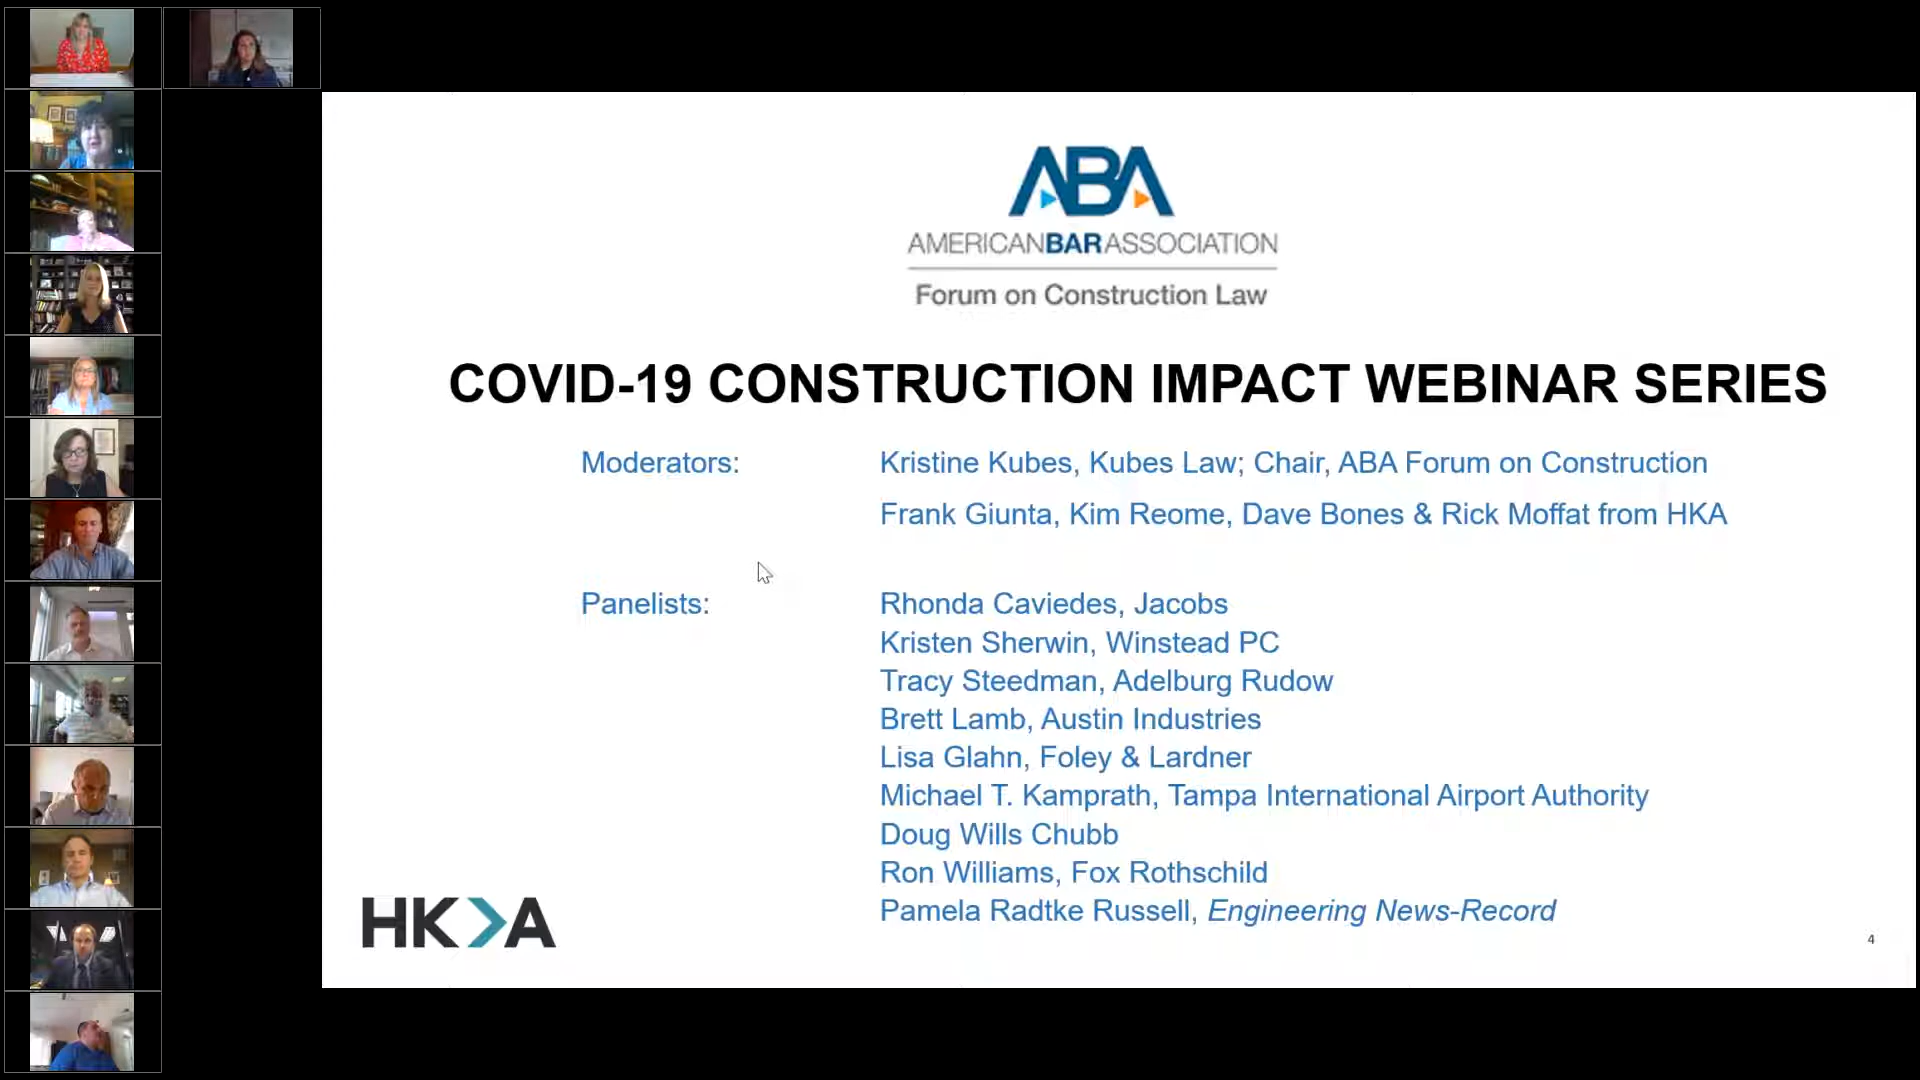 ABA
AMERICANBARASSOCIATION
Forum on Construction Law
COVID-19 CONSTRUCTION IMPACT WEBINAR SERIES
Moderators: Kristine Kubes, Kubes Law; Chair, ABA Forum on Construction
Frank Giunta, Kim Reome, Dave Bones & Rick Moffat from HKA
Panelists: Rhonda Caviedes, Jacobs
Kristen Sherwin, Winstead PC
Tracy Steedman, Adelburg Rudow
Brett Lamb, Austin Industries
Lisa Glahn, Foley & Lardner
Michael T. Kamprath, Tampa International Airport Authority
Doug Wills Chubb
Ron Williams, Fox Rothschild
Pamela Radtke Russell, Engineering News-Record
HKA
4